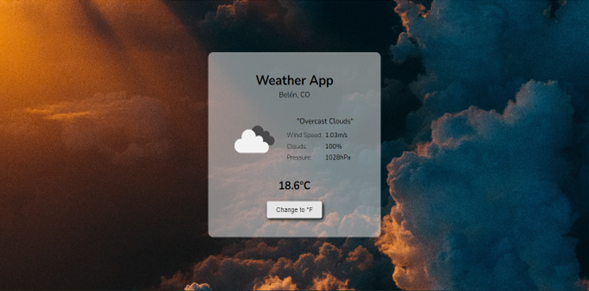 Weather App
Belén, CO
"Overcast Clouds"
Wind Speed: 1.03m/s
Clouds: 100%
Pressure: 1028hPa
18.6°C
Change to °F